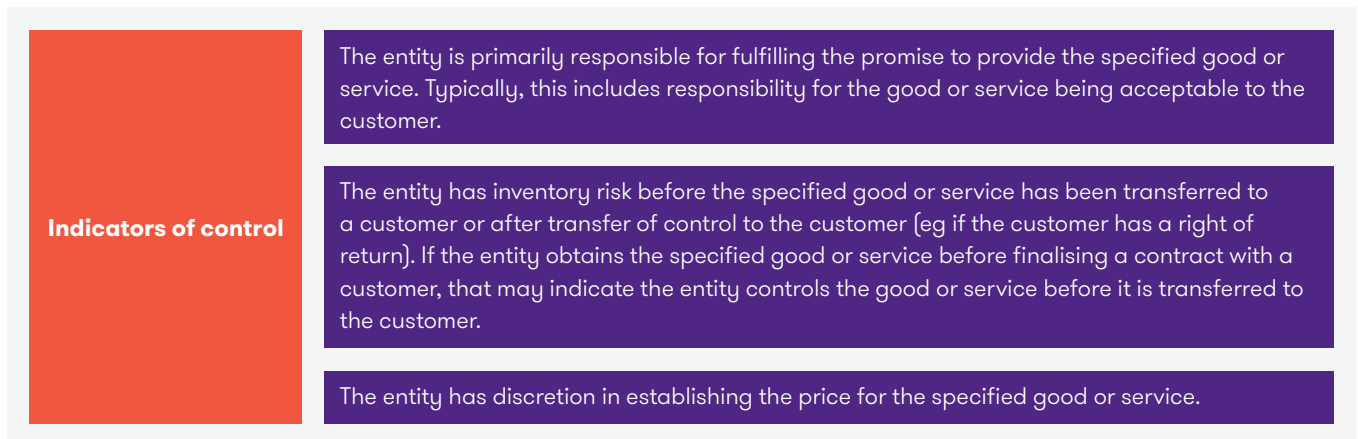 Indicators of control
The entity is primarily responsible for fulfilling the promise to provide the specified good or
service. Typically, this includes responsibility for the good or service being acceptable to the
customer.
The entity has inventory risk before the specified good or service has been transferred to
a customer or after transfer of control to the customer (eg if the customer has a right of
return). If the entity obtains the specified good or service before finalising a contract with a
customer, that may indicate the entity controls the good or service before it is transferred to
the customer.
The entity has discretion in establishing the price for the specified good or service.